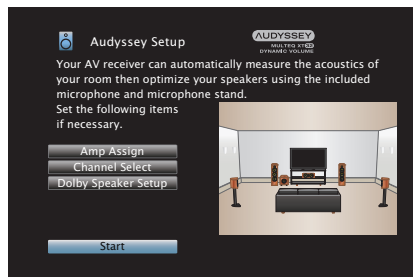 Audyssey Setup
AUDYSSEY
MULTEQ XT32
DYNAMIC VOLUME
Your AV receiver can automatically measure the acoustics of
your room then optimize your speakers using the included
microphone and microphone stand.
Set the following items
if necessary.
Amp Assign
Channel Select
Dolby Speaker Setup
Start